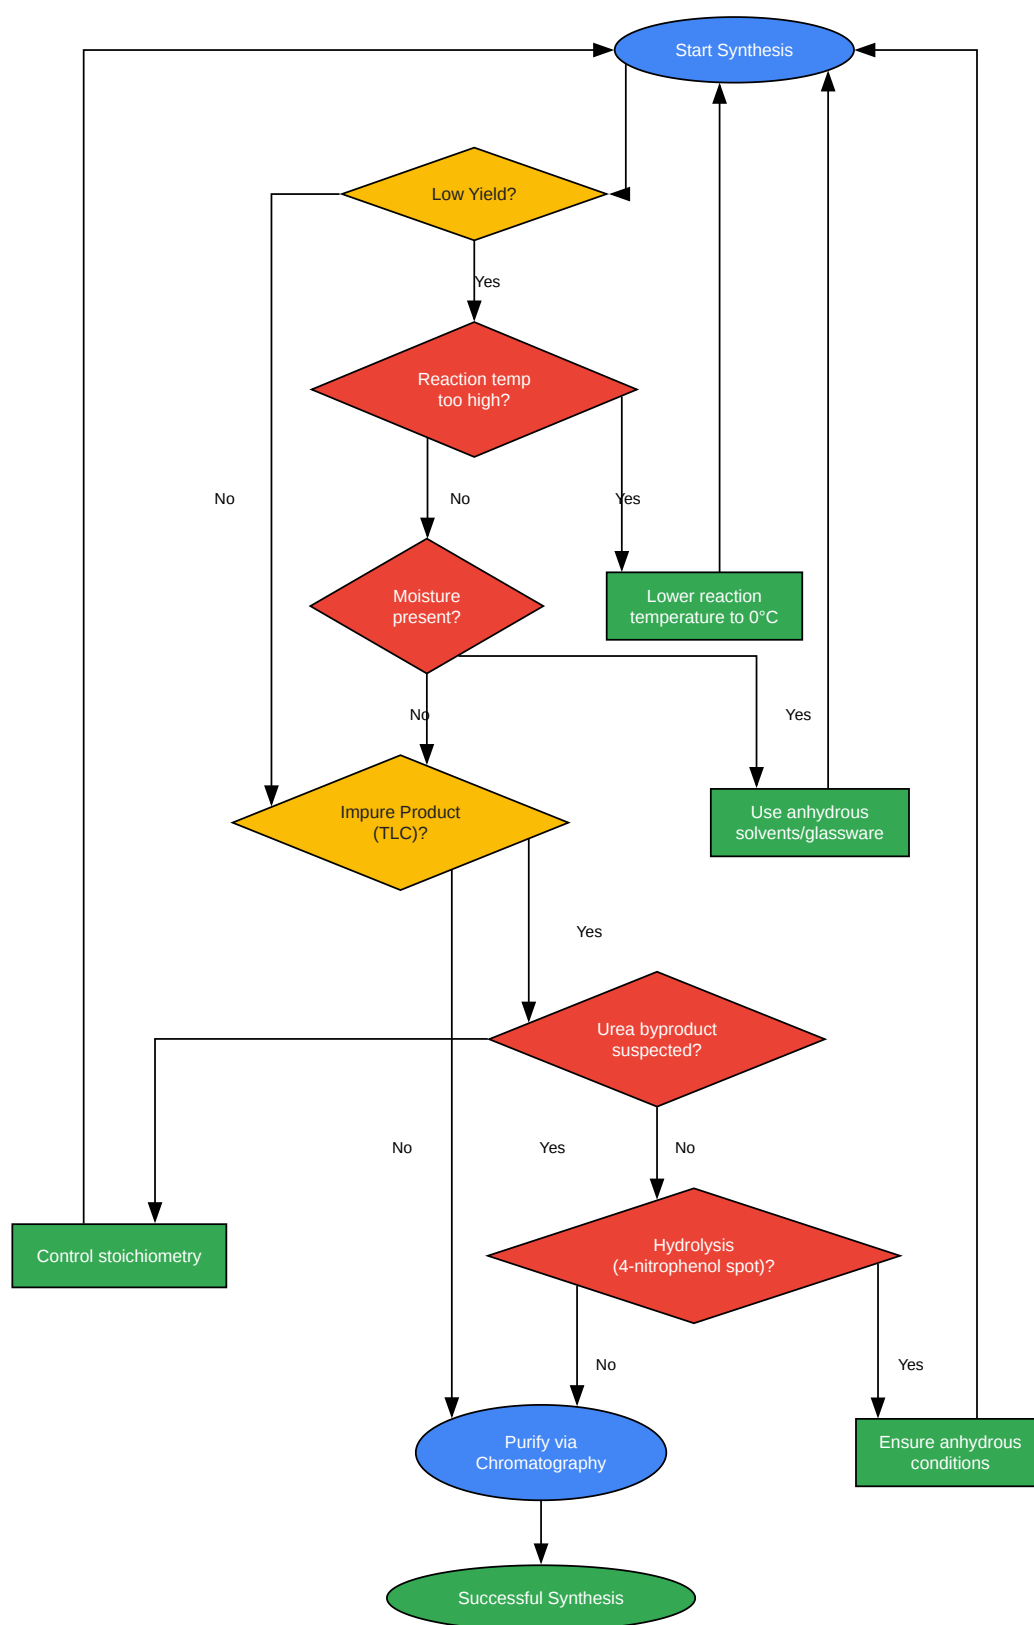 Start Synthesis
Low Yield?
Yes
Reaction temp
too high?
No
No
Yes
Moisture
present?
Lower reaction
temperature to 0°C
No
Yes
Impure Product
(TLC)?
Use anhydrous
solvents/glassware
Yes
Urea byproduct
suspected?
No
Yes
No
Control stoichiometry
Hydrolysis
(4-nitrophenol spot)?
No
Yes
Purify via
Chromatography
Ensure anhydrous
conditions
Successful Synthesis